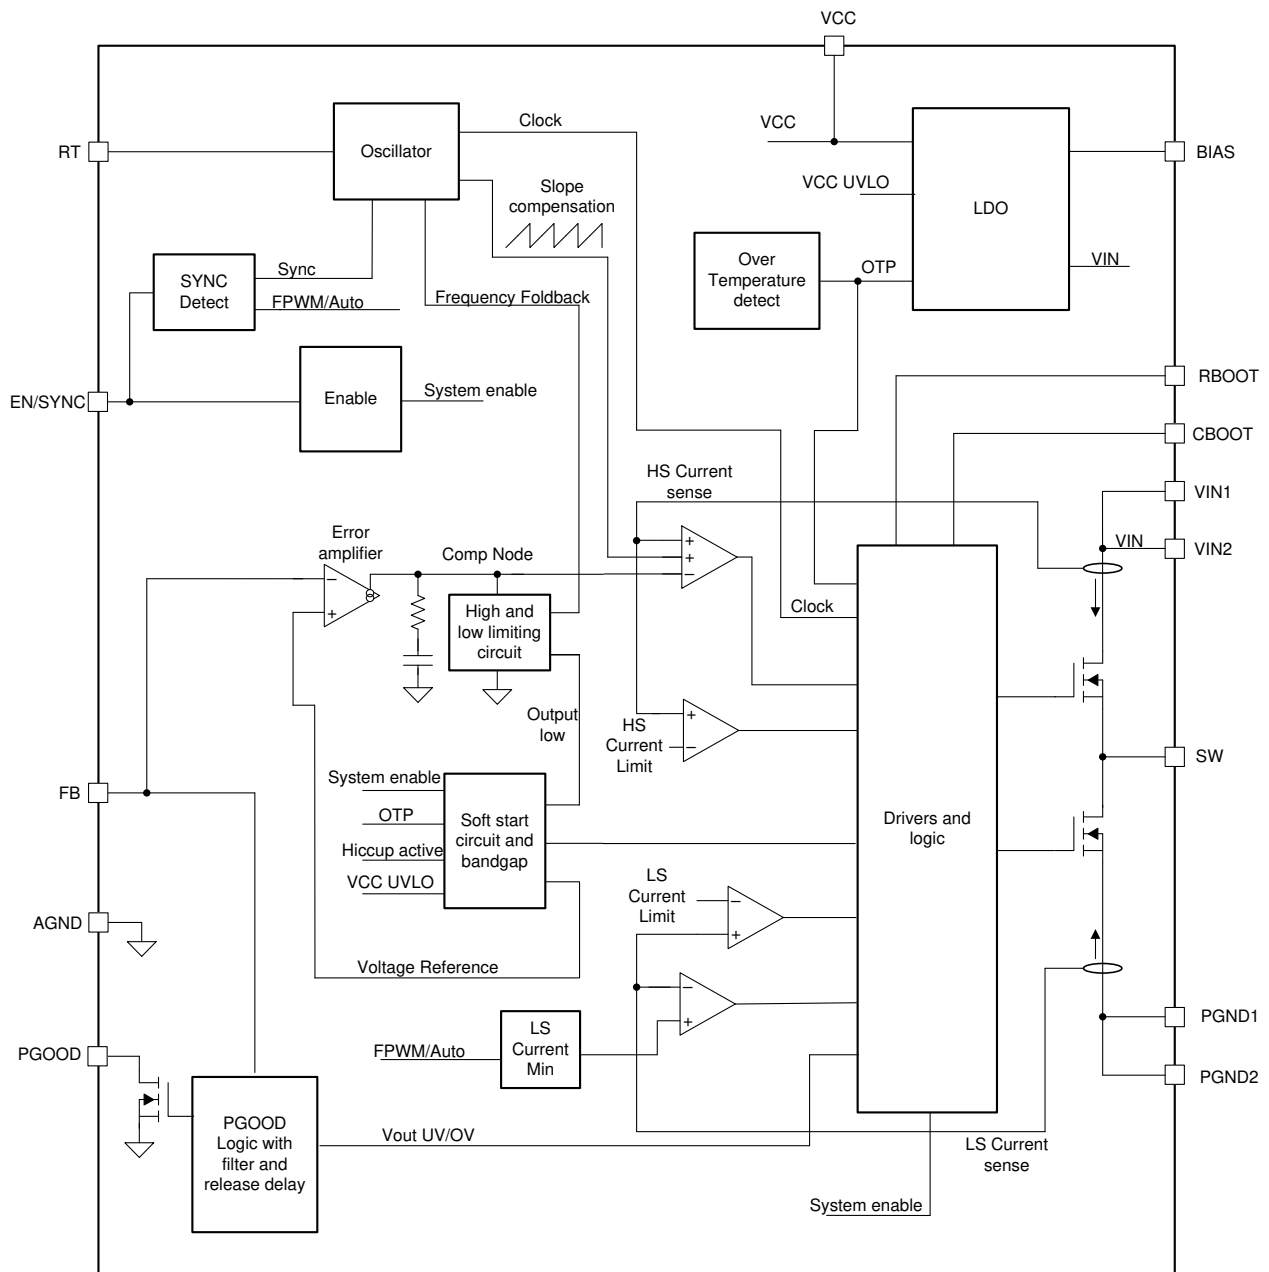 VCC
RT
Oscillator
Clock
VCC
BIAS
VCC UVLO
LDO
Slope
compensation
Over
Temperature
detect
OTP
VIN
SYNC
Detect
Sync
FPWM/Auto
Frequency Foldback
RBOOT
EN/SYNC
Enable
System enable
CBOOT
HS Current
sense
VIN1
Error
amplifier
Comp Node
VIN
VIN2
+
+
−
−
+
High and
low limiting
circuit
Clock
Output
low
HS
Current
Limit
+
−
SW
FB
System enable
OTP
Hiccup active
VCC UVLO
Soft start
circuit and
bandgap
Drivers and
logic
LS
Current
Limit
−
+
AGND
Voltage Reference
−
+
PGND1
LS
Current
Min
FPWM/Auto
PGOOD
PGND2
PGOOD
Logic with
filter and
release delay
Vout UV/OV
LS Current
sense
System enable